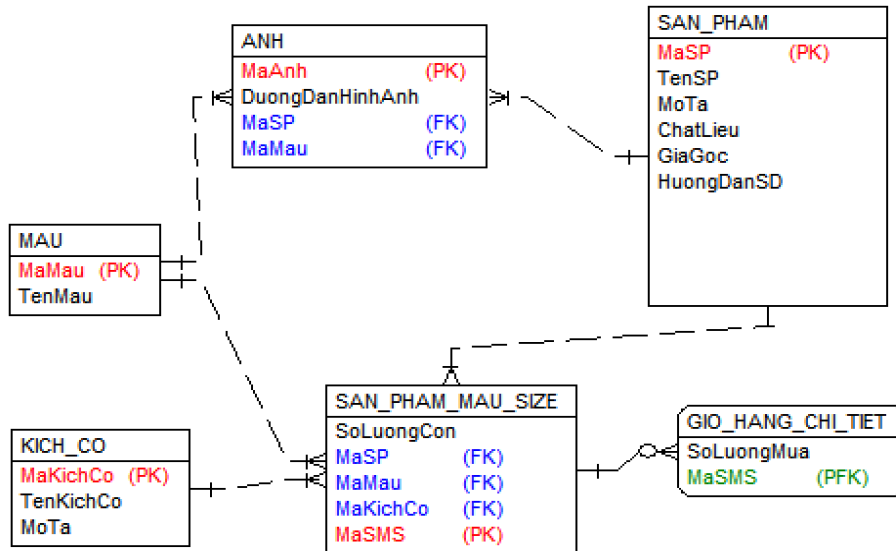 ANH
MaAnh (PK)
DuongDanHinhAnh
MaSP (FK)
MaMau (FK)
SAN_PHAM
MaSP (PK)
TenSP
MoTa
ChatLieu
GiaGoc
HuongDanSD
MAU
MaMau (PK)
TenMau
KICH_CO
MaKichCo (PK)
TenKichCo
MoTa
SAN_PHAM_MAU_SIZE
SoLuongCon
MaSP (FK)
MaMau (FK)
MaKichCo (FK)
MaSMS (PK)
GIO_HANG_CHI_TIET
SoLuongMua
MaSMS (PFK)